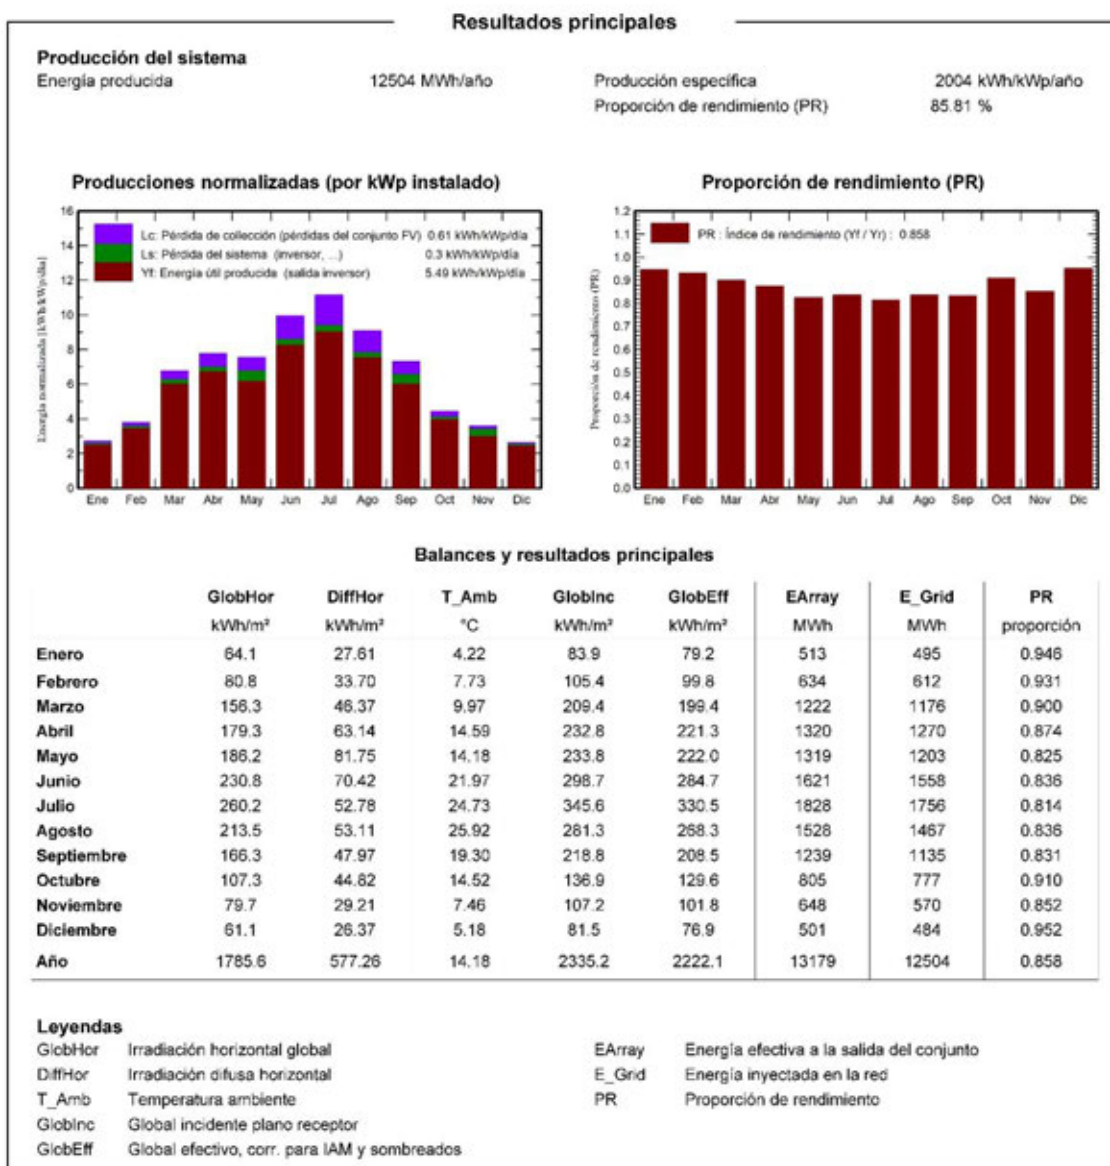 Resultados principales
Producción del sistema
Energía producida 12504 MWh/año Producción específica 2004 kWh/kWp/año
Proporción de rendimiento (PR) 85.81 %
Producciones normalizadas (por kWp instalado)
16
14
12
10
8
6
4
2
0
Energía normalizada [kWh/kWp/día]
Lc: Pérdida de colección (pérdidas del conjunto FV) 0.61 kWh/kWp/día
Ls: Pérdida del sistema (inversor, ...) 0.3 kWh/kWp/día
Yf: Energía útil producida (salida inversor) 5.49 kWh/kWp/día
Ene Feb Mar Abr May Jun Jul Ago Sep Oct Nov Dic
Proporción de rendimiento (PR)
1.2
1.1
1.0
0.9
0.8
0.7
0.6
0.5
0.4
0.3
0.2
0.1
0.0
Proporción de rendimiento (PR)
PR : Índice de rendimiento (Yf / Yr) : 0.858
Ene Feb Mar Abr May Jun Jul Ago Sep Oct Nov Dic
Balances y resultados principales
GlobHor DiffHor T_Amb GlobInc GlobEff EArray E_Grid PR
kWh/m² kWh/m² °C kWh/m² kWh/m² MWh MWh proporción
Enero 64.1 27.61 4.22 83.9 79.2 513 495 0.946
Febrero 80.8 33.70 7.73 105.4 99.8 634 612 0.931
Marzo 156.3 46.37 9.97 209.4 199.4 1222 1176 0.900
Abril 179.3 63.14 14.59 232.8 221.3 1320 1270 0.874
Mayo 186.2 81.75 14.18 233.8 222.0 1319 1203 0.825
Junio 230.8 70.42 21.97 298.7 284.7 1621 1558 0.836
Julio 260.2 52.78 24.73 345.6 330.5 1828 1756 0.814
Agosto 213.5 53.11 25.92 281.3 268.3 1528 1467 0.836
Septiembre 166.3 47.97 19.30 218.8 208.5 1239 1135 0.831
Octubre 107.3 44.82 14.52 136.9 129.6 805 777 0.910
Noviembre 79.7 29.21 7.46 107.2 101.8 648 570 0.852
Diciembre 61.1 26.37 5.18 81.5 76.9 501 484 0.952
Año 1785.6 577.26 14.18 2335.2 2222.1 13179 12504 0.858
Leyendas
GlobHor Irradiación horizontal global EArray Energía efectiva a la salida del conjunto
DiffHor Irradiación difusa horizontal E_Grid Energía inyectada en la red
T_Amb Temperatura ambiente PR Proporción de rendimiento
GlobInc Global incidente plano receptor
GlobEff Global efectivo, corr. para IAM y sombreados